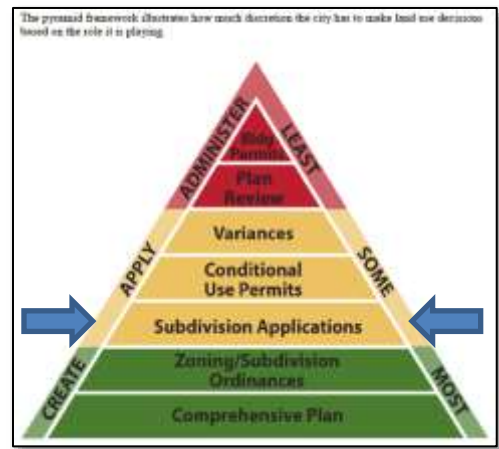 The pyramid framework illustrates how much discretion the city has to make land use decisions
based on the role it is playing.
ADMINISTER
LEAST
Bldg
Permits
Plan
Review
Variances
APPLY
SOME
Conditional
Use Permits
Subdivision Applications
CREATE
MOST
Zoning/Subdivision
Ordinances
Comprehensive Plan